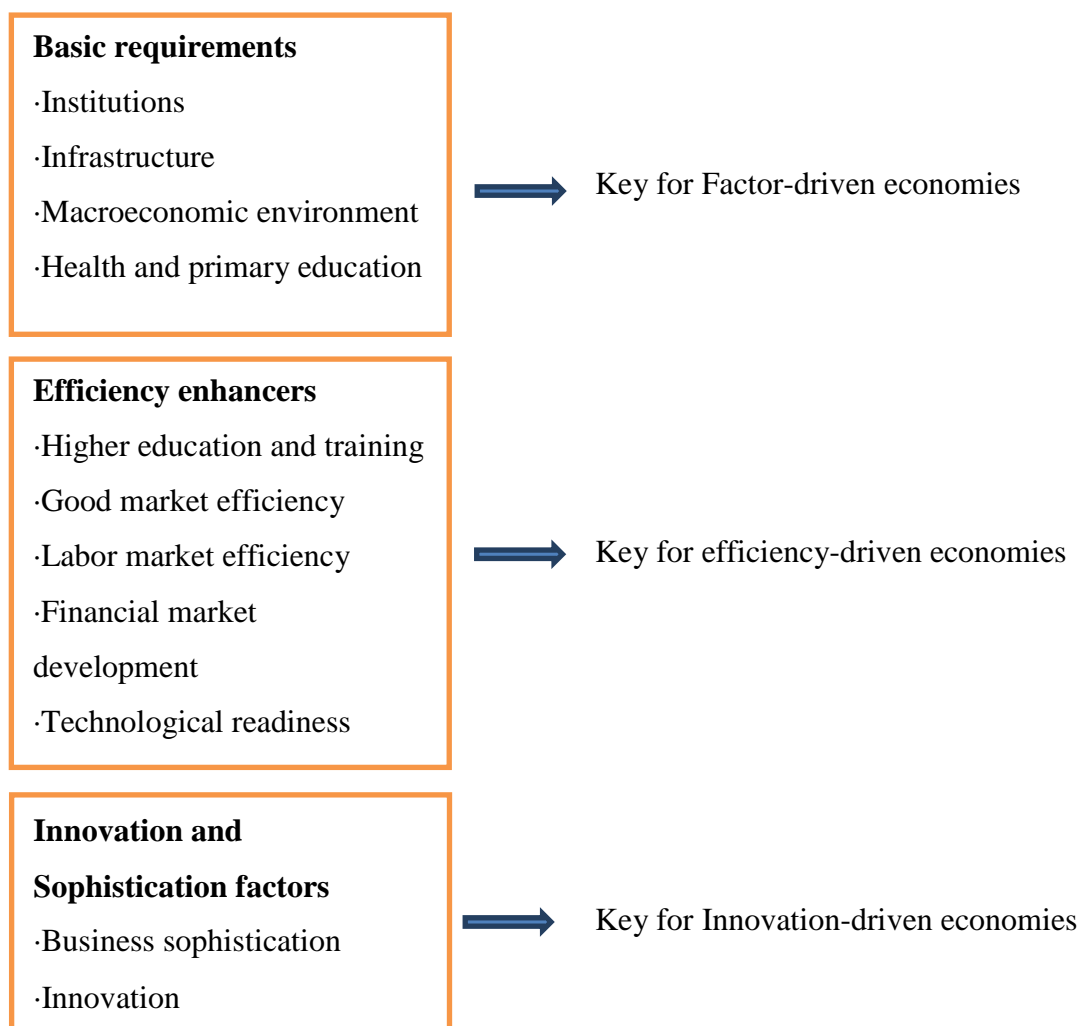 Basic requirements
·Institutions
·Infrastructure
·Macroeconomic environment
·Health and primary education
Key for Factor-driven economies
Efficiency enhancers
·Higher education and training
·Good market efficiency
·Labor market efficiency
·Financial market
development
·Technological readiness
Key for efficiency-driven economies
Innovation and
Sophistication factors
·Business sophistication
·Innovation
Key for Innovation-driven economies